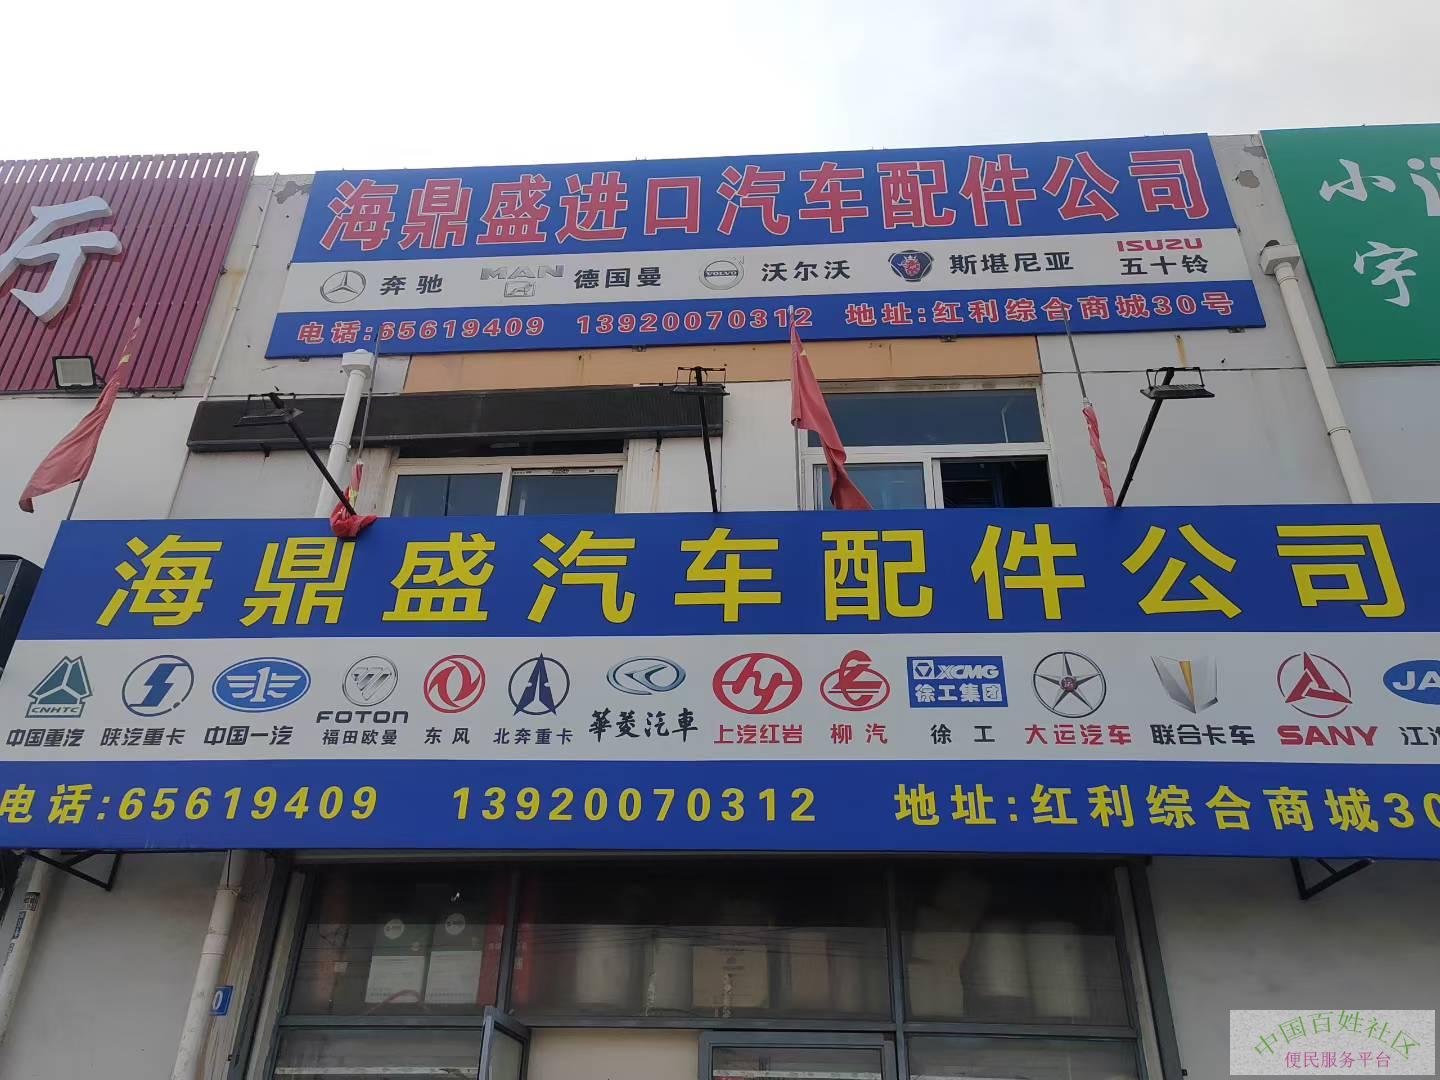 厅
海鼎盛进口汽车配件公司
奔驰 MAN 德国曼 VOLVO 沃尔沃 斯堪尼亚 ISUZU 五十铃
电话:65619409 13920070312 地址:红利综合商城30号
小
宇
海鼎盛汽车配件公司
CNHTC FOTON XCMG 徐工集团 JA
中国重汽 陕汽重卡 中国一汽 福田欧曼 东风 北奔重卡 華菱汽車 上汽红岩 柳汽 徐工 大运汽车 联合卡车 SANY 江
电话:65619409 13920070312 地址:红利综合商城30
0
中国百姓社区
便民服务平台